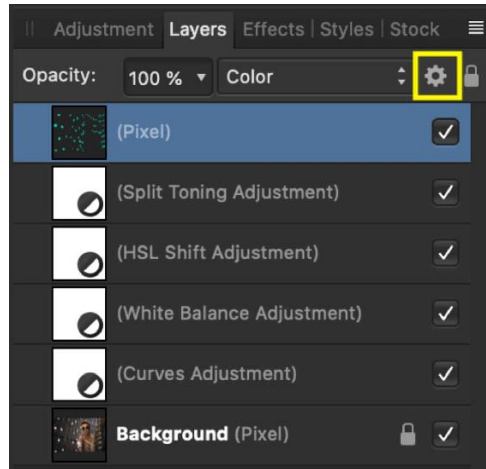 Adjustment Layers Effects | Styles | Stock
Opacity: 100 % Color
(Pixel)
(Split Toning Adjustment)
(HSL Shift Adjustment)
(White Balance Adjustment)
(Curves Adjustment)
Background (Pixel)